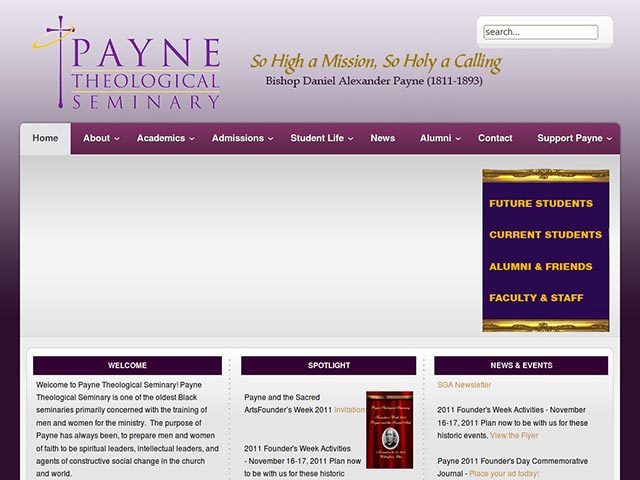 PAYNE
THEOLOGICAL
SEMINARY
search...
So High a Mission, So Holy a Calling
Bishop Daniel Alexander Payne (1811-1893)
Home About Academics Admissions Student Life News Alumni Contact Support Payne
FUTURE STUDENTS
CURRENT STUDENTS
ALUMNI & FRIENDS
FACULTY & STAFF
WELCOME
Welcome to Payne Theological Seminary! Payne
Theological Seminary is one of the oldest Black
seminaries primarily concerned with the training of
men and women for the ministry. The purpose of
Payne has always been, to prepare men and women
of faith to be spiritual leaders, intellectual leaders, and
agents of constructive social change in the church
and world.
SPOTLIGHT
Payne and the Sacred
ArtsFounder's Week 2011 Invitation
2011 Founder's Week Activities
- November 16-17, 2011 Plan now
to be with us for these historic
NEWS & EVENTS
SGA Newsletter
2011 Founder's Week Activities - November
16-17, 2011 Plan now to be with us for these
historic events. View the Flyer
Payne 2011 Founder's Day Commemorative
Journal - Place your ad today!